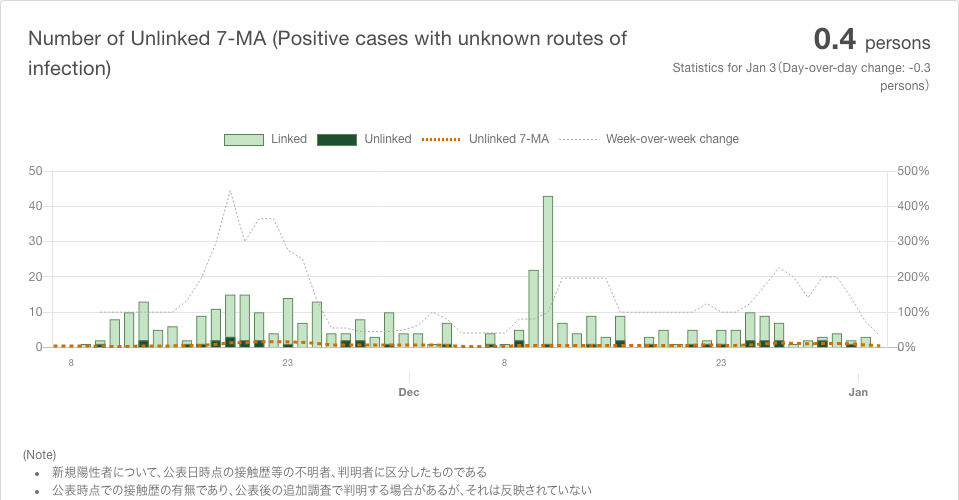 Number of Unlinked 7-MA (Positive cases with unknown routes of
infection)
0.4 persons
Statistics for Jan 3（Day-over-day change: -0.3
persons）
Linked Unlinked Unlinked 7-MA Week-over-week change
50 500%
40 400%
30 300%
20 200%
10 100%
0 0%
8 23 8 23
Dec Jan
(Note)
• 新規陽性者について、公表日時点の接触歴等の不明者、判明者に区分したものである
• 公表時点での接触歴の有無であり、公表後の追加調査で判明する場合があるが、それは反映されていない